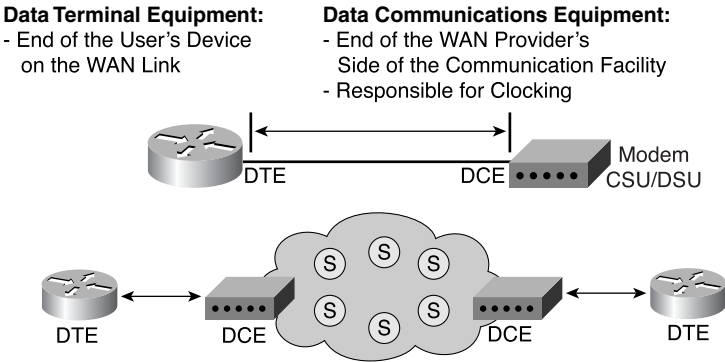 Data Terminal Equipment:
- End of the User's Device
on the WAN Link
Data Communications Equipment:
- End of the WAN Provider's
Side of the Communication Facility
- Responsible for Clocking
DTE
DCE
Modem
CSU/DSU
S
S
S
S
S
S
DTE
DCE
DCE
DTE